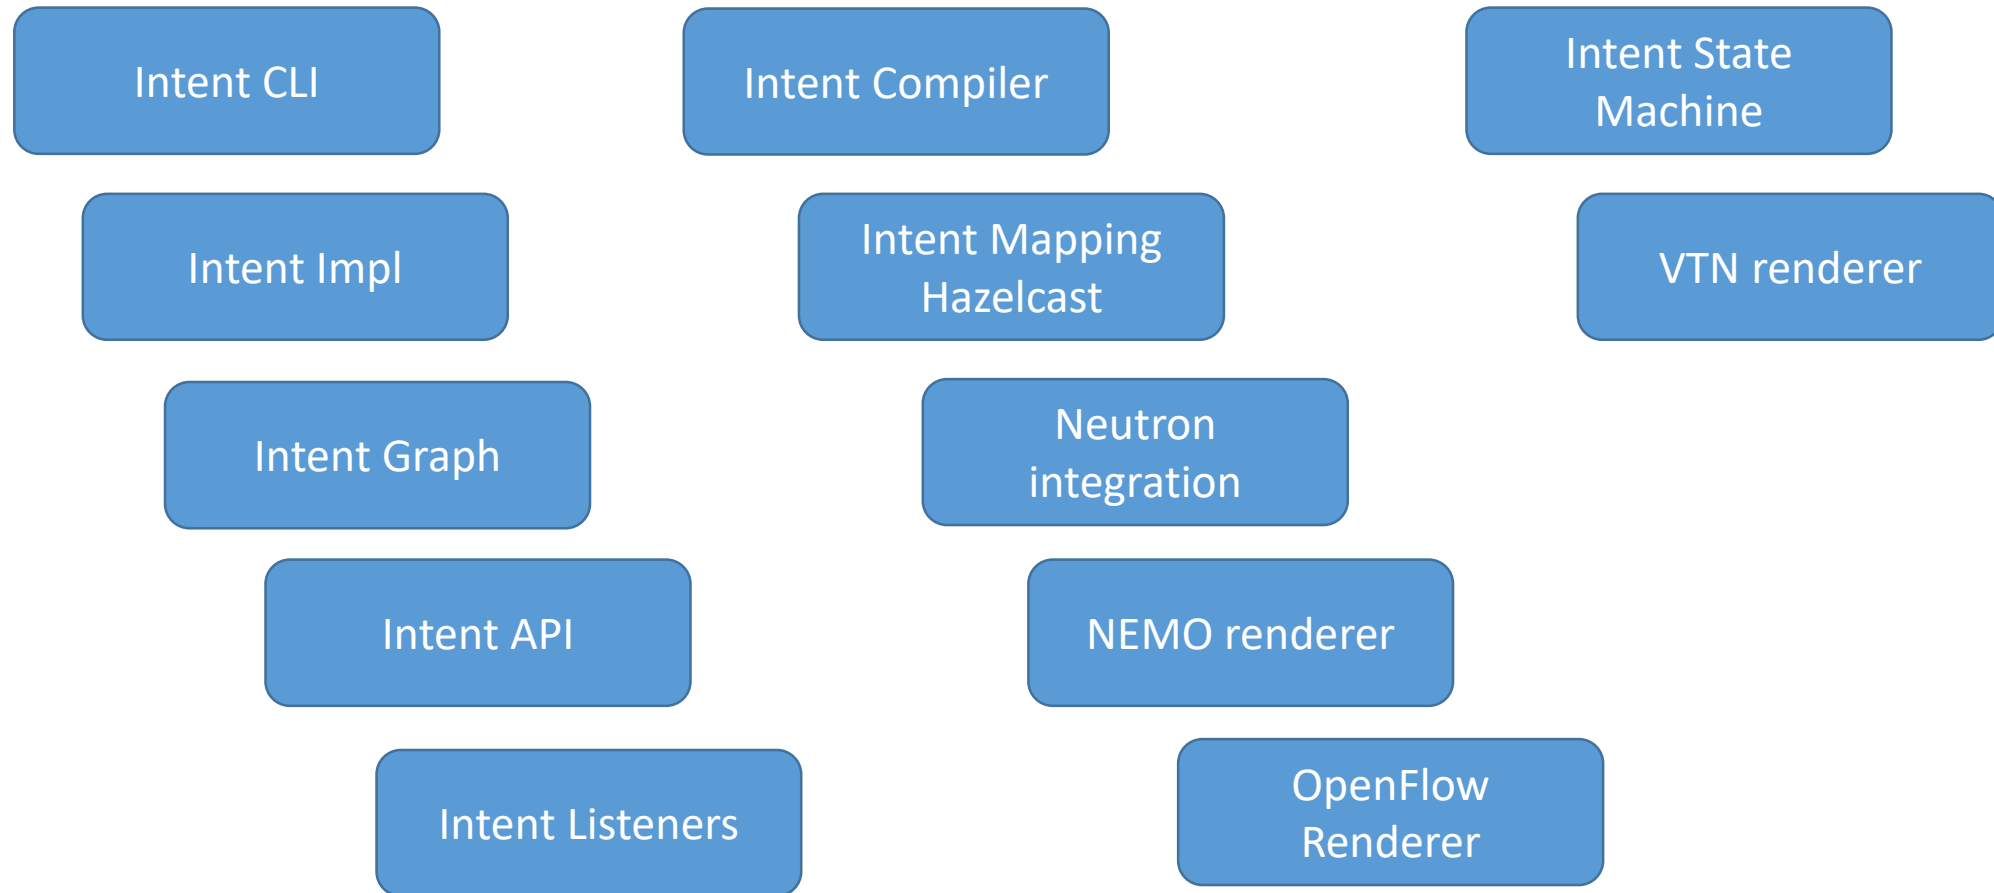 Intent CLI
Intent Impl
Intent Graph
Intent API
Intent Listeners
Intent Compiler
Intent Mapping
Hazelcast
Neutron
integration
NEMO renderer
OpenFlow
Renderer
Intent State
Machine
VTN renderer